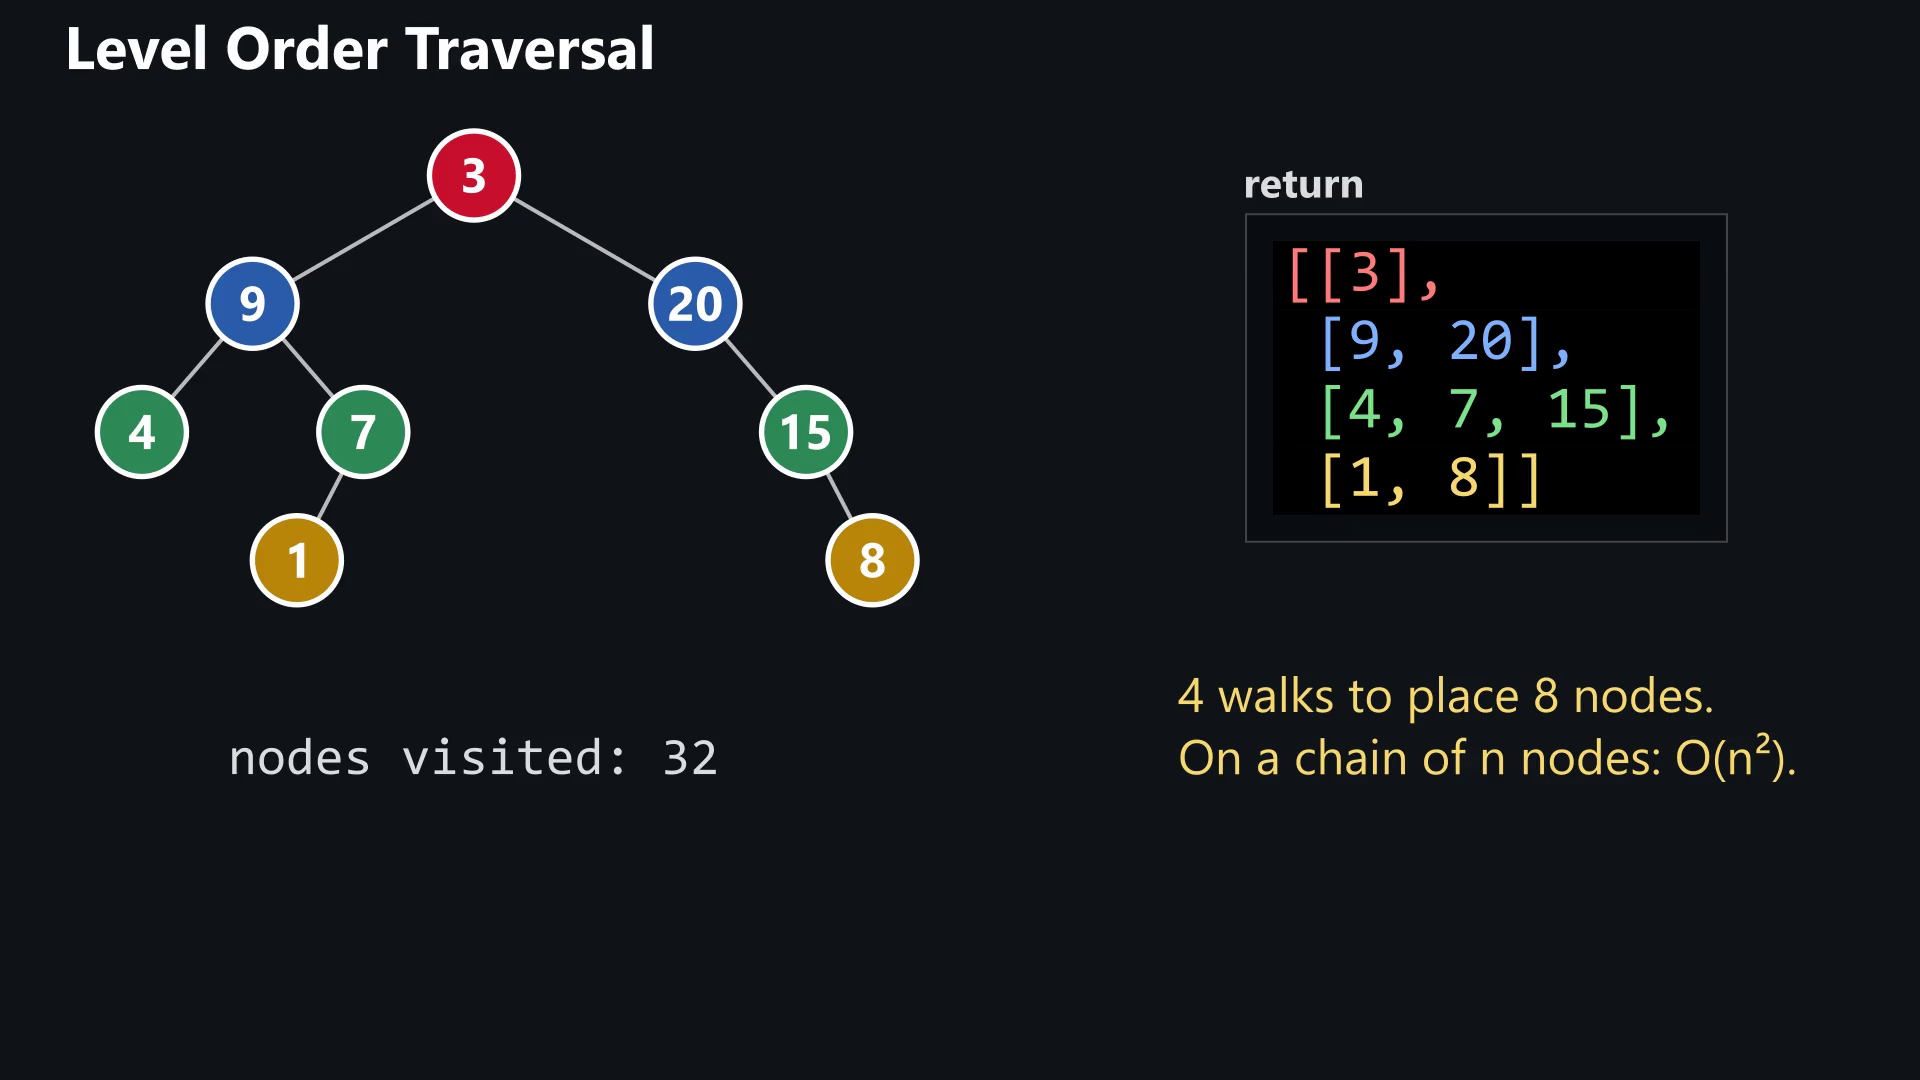 Level Order Traversal
3
9
20
4
7
15
1
8
nodes visited: 32
return
[[3],
[9, 20],
[4, 7, 15],
[1, 8]]
4 walks to place 8 nodes.
On a chain of n nodes: O(n²).